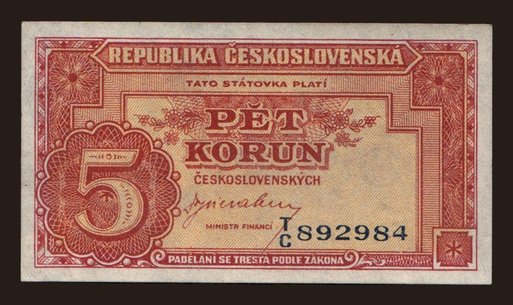 REPUBLIKA ČESKOSLOVENSKÁ
TATO STÁTOVKA PLATÍ
PĚT
KORUN
ČESKOSLOVENSKÝCH
5
MINISTR FINANCÍ
T/C 892984
PADĚLÁNÍ SE TRESTÁ PODLE ZÁKONA